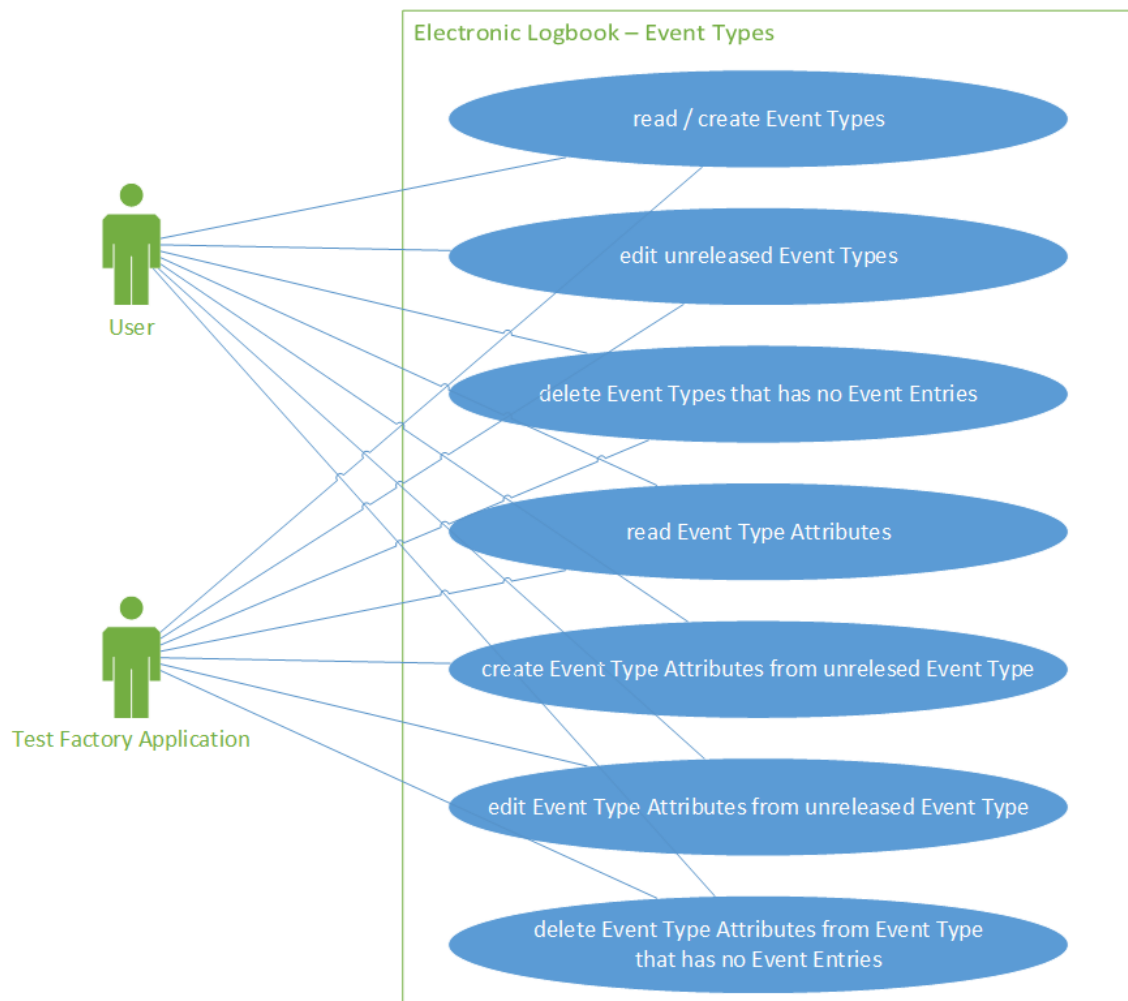 Electronic Logbook – Event Types
read / create Event Types
edit unreleased Event Types
User
delete Event Types that has no Event Entries
read Event Type Attributes
create Event Type Attributes from unrelesed Event Type
Test Factory Application
edit Event Type Attributes from unreleased Event Type
delete Event Type Attributes from Event Type
that has no Event Entries